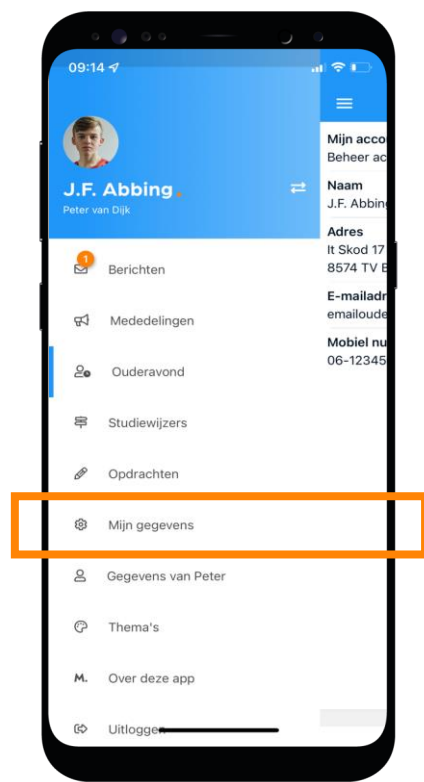 09:14
J.F. Abbing.
Peter van Dijk
1
Berichten
Mededelingen
Ouderavond
Studiewijzers
Opdrachten
Mijn gegevens
Gegevens van Peter
Thema's
M. Over deze app
Uitloggen
Mijn acco
Beheer ac
Naam
J.F. Abbing
Adres
It Skod 17
8574 TV B
E-mailadr
emailoude
Mobiel nu
06-12345